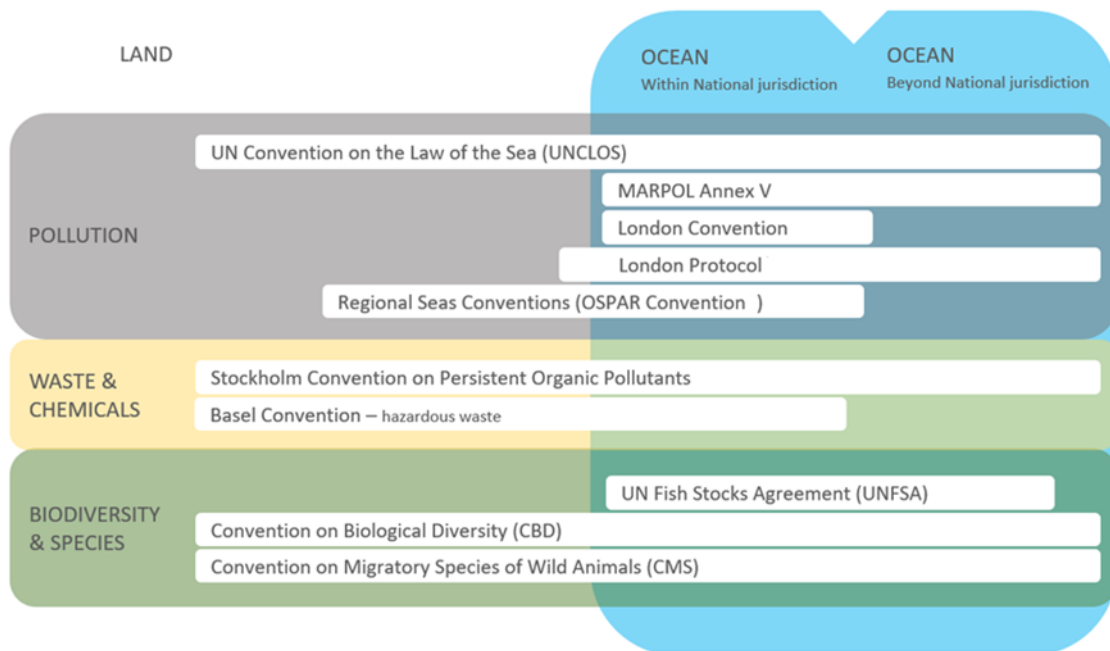 LAND
OCEAN
Within National jurisdiction
OCEAN
Beyond National jurisdiction
POLLUTION
UN Convention on the Law of the Sea (UNCLOS)
MARPOL Annex V
London Convention
London Protocol
Regional Seas Conventions (OSPAR Convention )
WASTE &
CHEMICALS
Stockholm Convention on Persistent Organic Pollutants
Basel Convention – hazardous waste
BIODIVERSITY
& SPECIES
UN Fish Stocks Agreement (UNFSA)
Convention on Biological Diversity (CBD)
Convention on Migratory Species of Wild Animals (CMS)